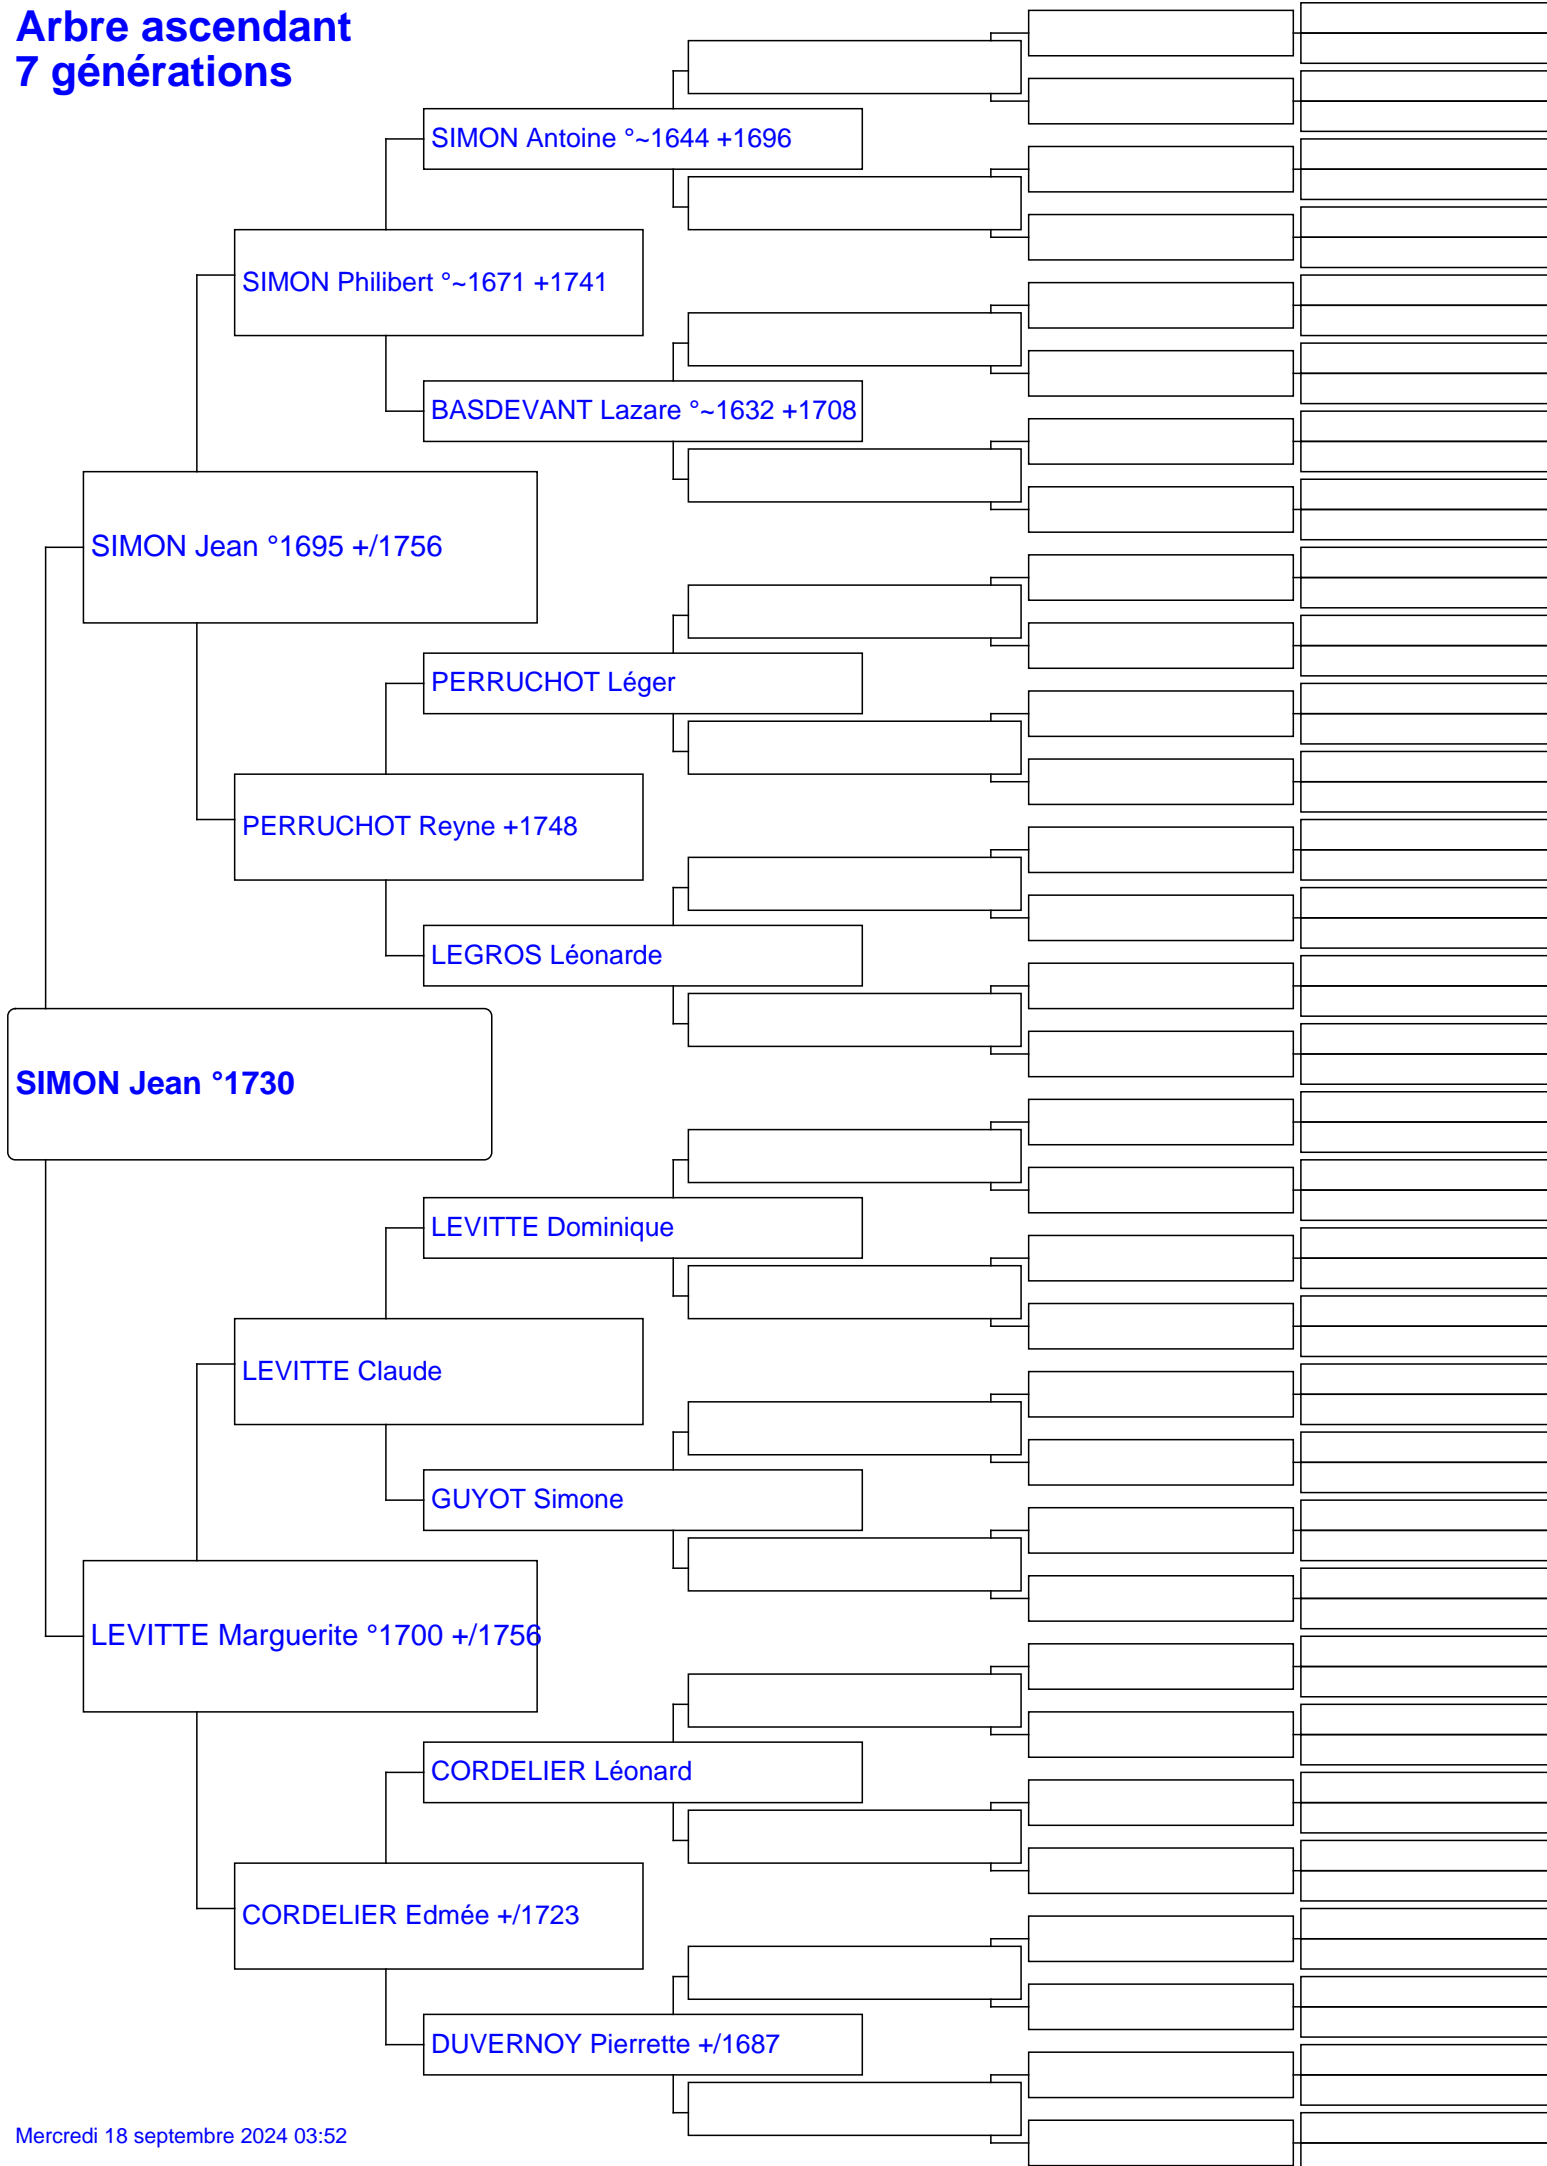 Arbre ascendant
7 générations
SIMON Antoine °~1644 +1696
SIMON Philibert °~1671 +1741
BASDEVANT Lazare °~1632 +1708
SIMON Jean °1695 +/1756
PERRUCHOT Léger
PERRUCHOT Reyne +1748
LEGROS Léonarde
SIMON Jean °1730
LEVITTE Dominique
LEVITTE Claude
GUYOT Simone
LEVITTE Marguerite °1700 +/1756
CORDELIER Léonard
CORDELIER Edmée +/1723
DUVERNOY Pierrette +/1687
Mercredi 18 septembre 2024 03:52